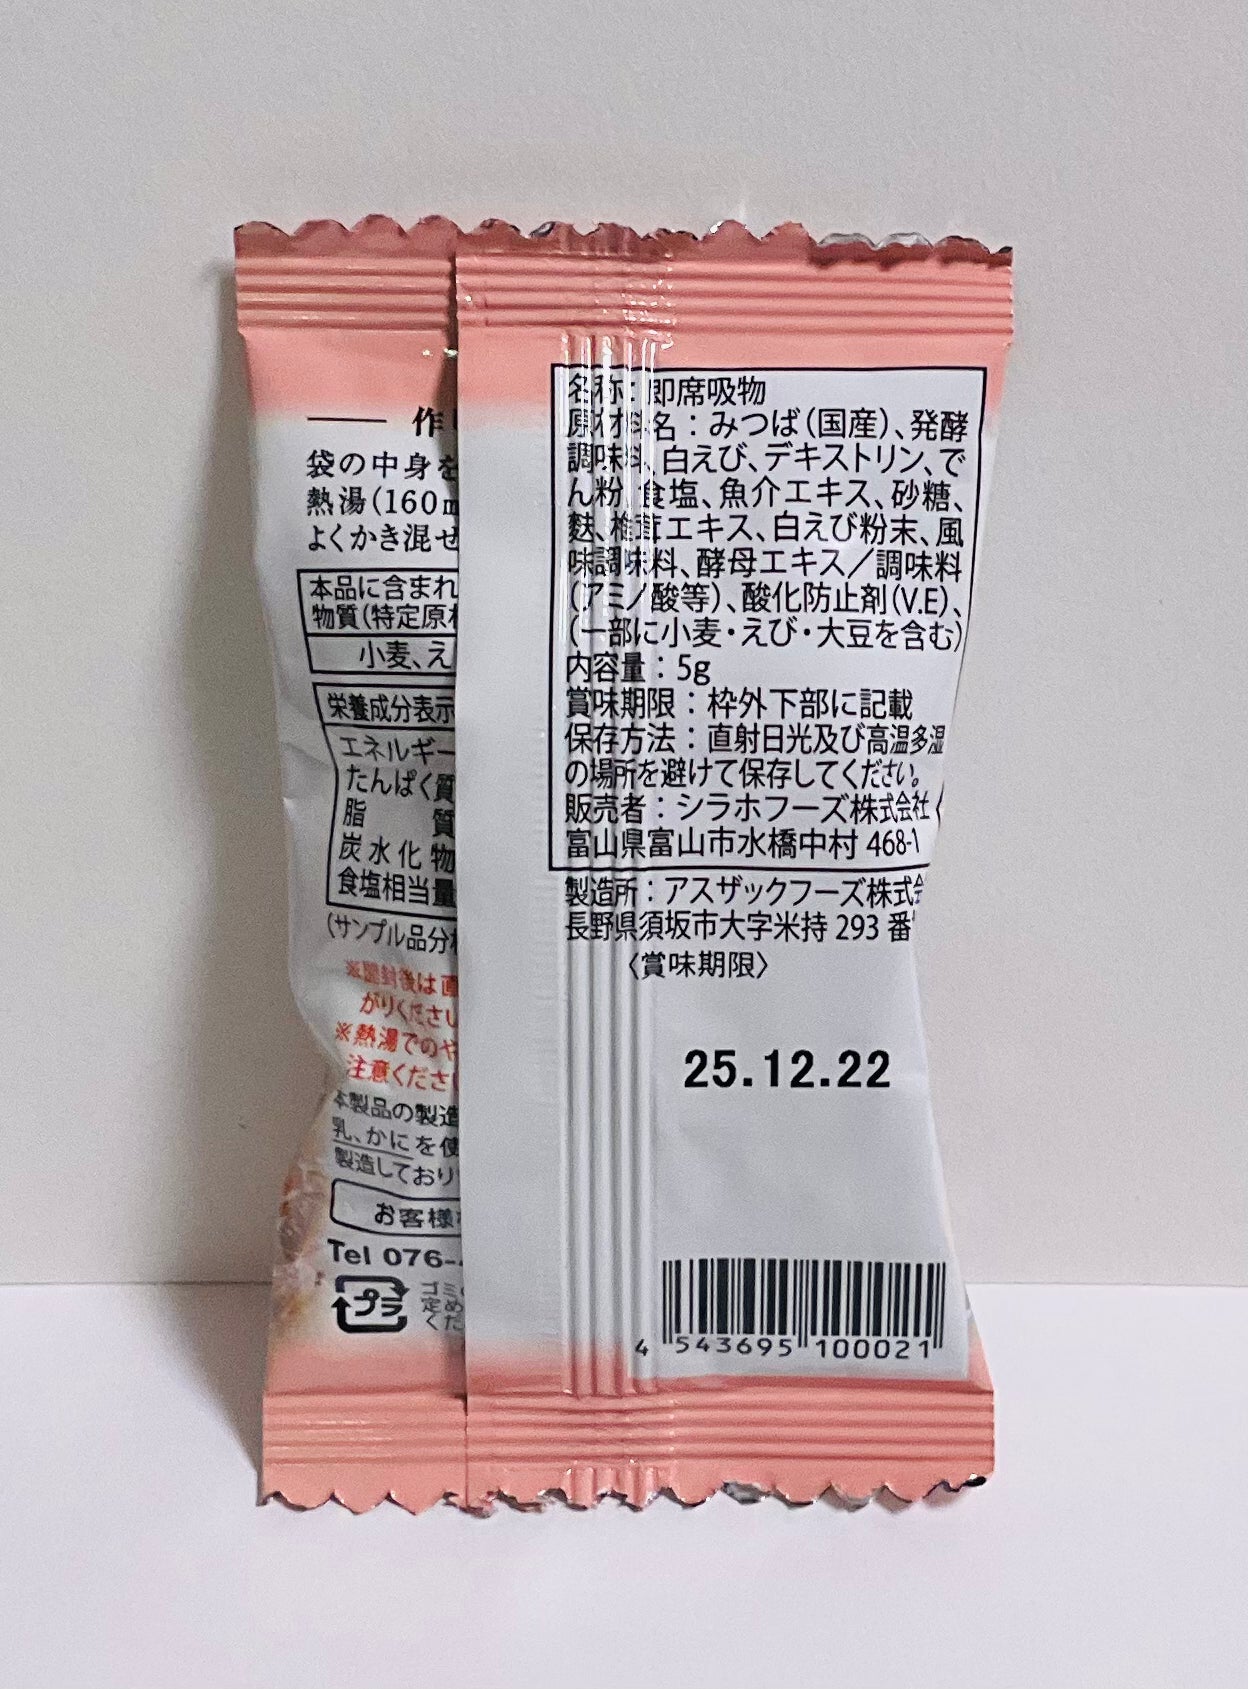 作
袋の中身を
熱湯(160m
よくかき混せ
本品に含まれ
物質(特定原材
小麦、え
栄養成分表示
エネルギー
たんぱく質
脂 質
炭水化物
食塩相当量
(サンプル品分析
※開封後は直
がりくださ
※熱湯でのや
注意くださ
本製品の製造
乳、かにを使
製造しており
お客様
Tel 076-
プラ
ゴミ
定め
くだ
名称:即席吸物
原材料名:みつば(国産)、発酵
調味料、白えび、デキストリン、で
ん粉、食塩、魚介エキス、砂糖、
麩、椎茸エキス、白えび粉末、風
味調味料、酵母エキス/調味料
(アミノ酸等)、酸化防止剤(V.E)、
(一部に小麦・えび・大豆を含む)
内容量:5g
賞味期限:枠外下部に記載
保存方法:直射日光及び高温多湿
の場所を避けて保存してください。
販売者:シラホフーズ株式会社
富山県富山市水橋中村 468-1
製造所:アスザックフーズ株式会
長野県須坂市大字米持 293 番
〈賞味期限〉
25.12.22
4 543695 100021